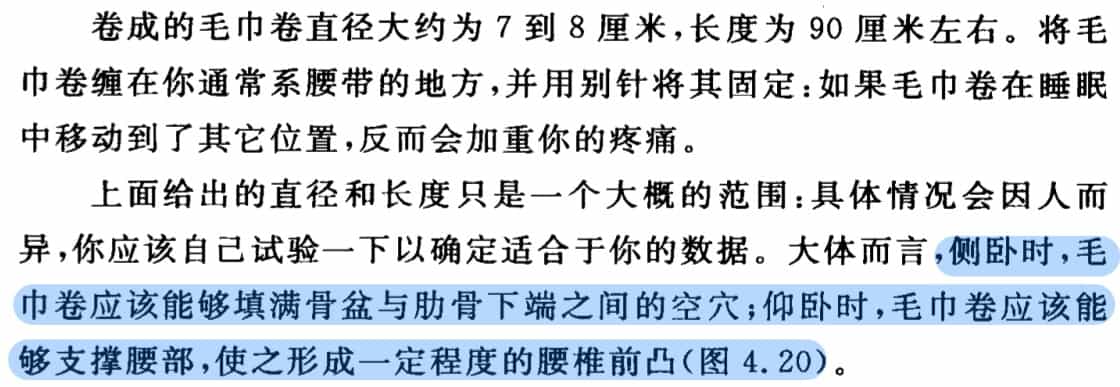 卷成的毛巾卷直径大约为 7 到 8 厘米,长度为 90 厘米左右。将毛
巾卷缠在你通常系腰带的地方,并用别针将其固定:如果毛巾卷在睡眠
中移动到了其它位置,反而会加重你的疼痛。
上面给出的直径和长度只是一个大概的范围:具体情况会因人而
异,你应该自己试验一下以确定适合于你的数据。大体而言,侧卧时,毛
巾卷应该能够填满骨盆与肋骨下端之间的空穴;仰卧时,毛巾卷应该能
够支撑腰部,使之形成一定程度的腰椎前凸(图 4.20)。